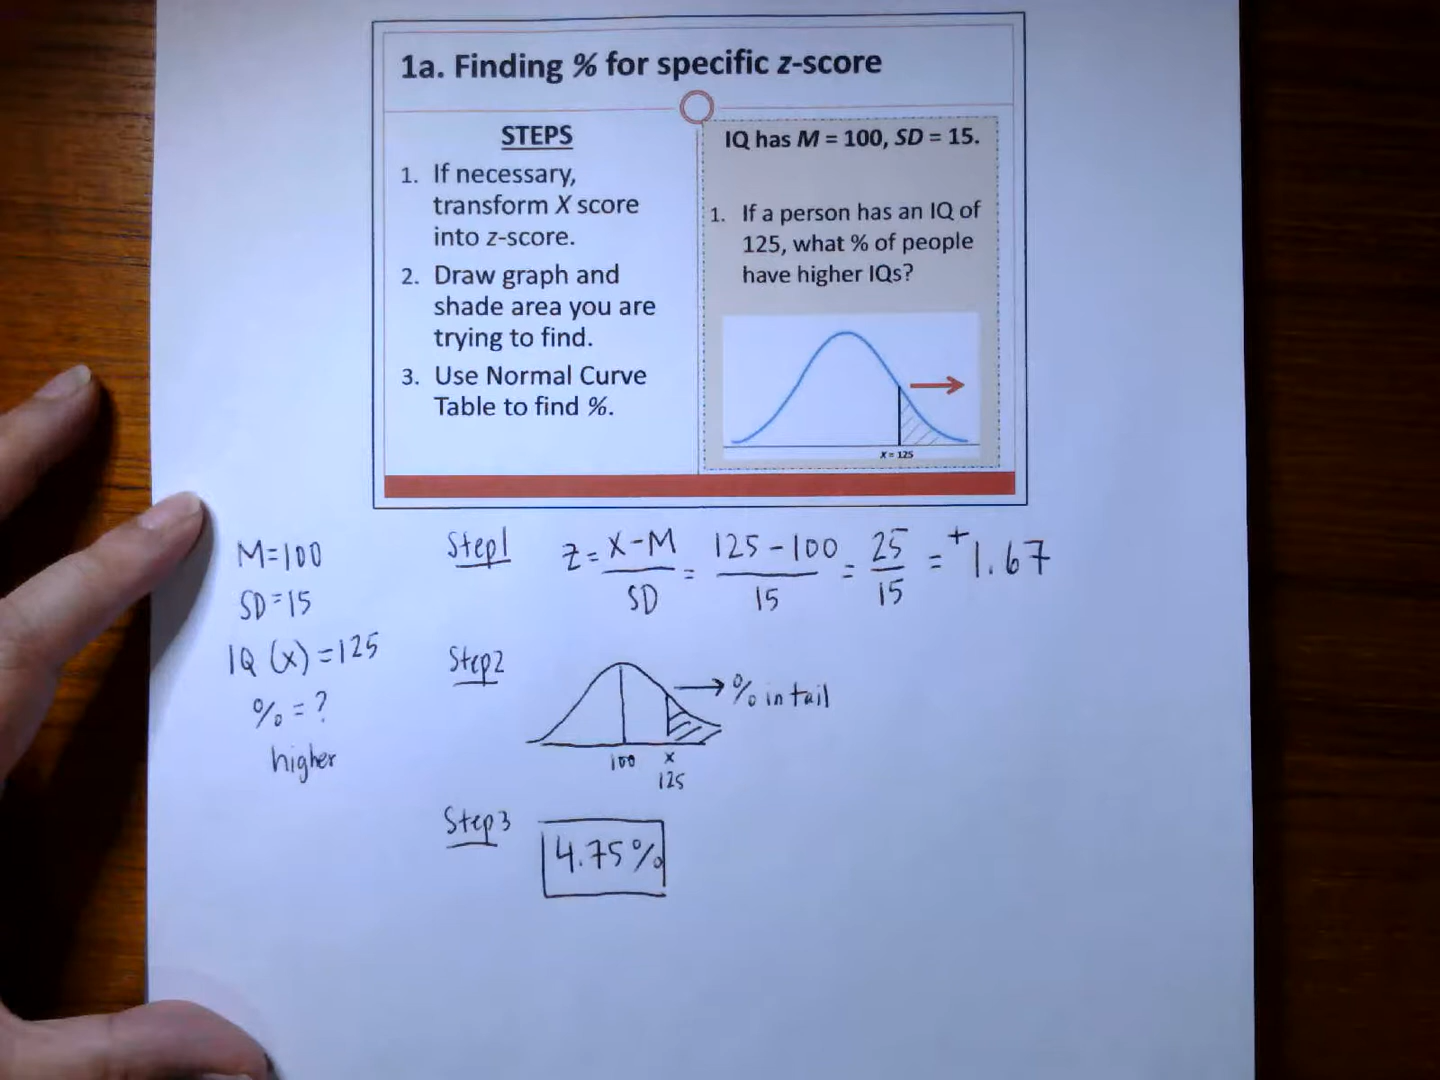 1a. Finding % for specific z-score
STEPS
1. If necessary,
transform X score
into z-score.
2. Draw graph and
shade area you are
trying to find.
3. Use Normal Curve
Table to find %.
IQ has M = 100, SD = 15.
1. If a person has an IQ of
125, what % of people
have higher IQs?
X = 125
M=100
SD=15
IQ (x)=125
%=?
higher
Step1
z = X-M / SD = 125-100 / 15 = 25 / 15 = +1.67
Step2
% in tail
100 x
125
Step3
4.75%